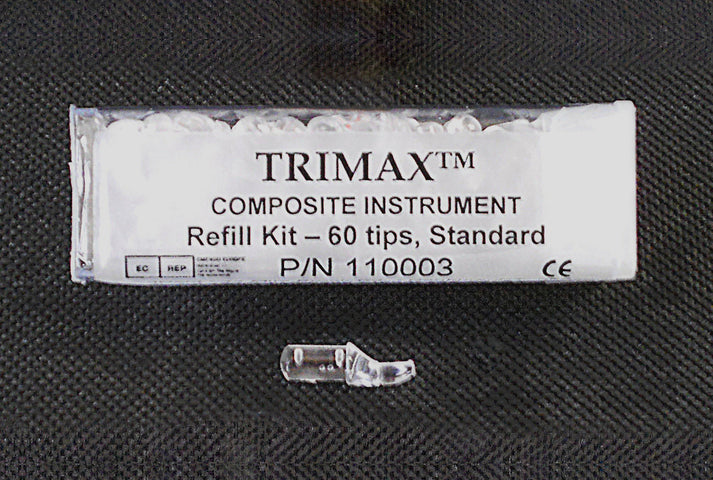 TRIMAX™
COMPOSITE INSTRUMENT
Refill Kit – 60 tips, Standard
EC REP
P/N 110003
CE